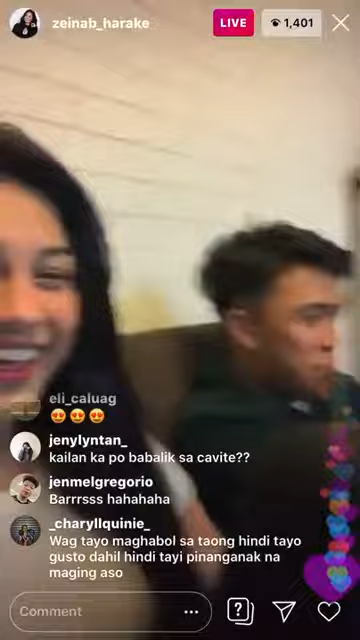 zeinab_harake
LIVE
1,401
eli_caluag
😍😍😍
jenylyntan_
kailan ka po babalik sa cavite??
jenmelgregorio
Barrrsss hahahaha
_charyllquinie_
Wag tayo maghabol sa taong hindi tayo
gusto dahil hindi tayi pinanganak na
maging aso
Comment